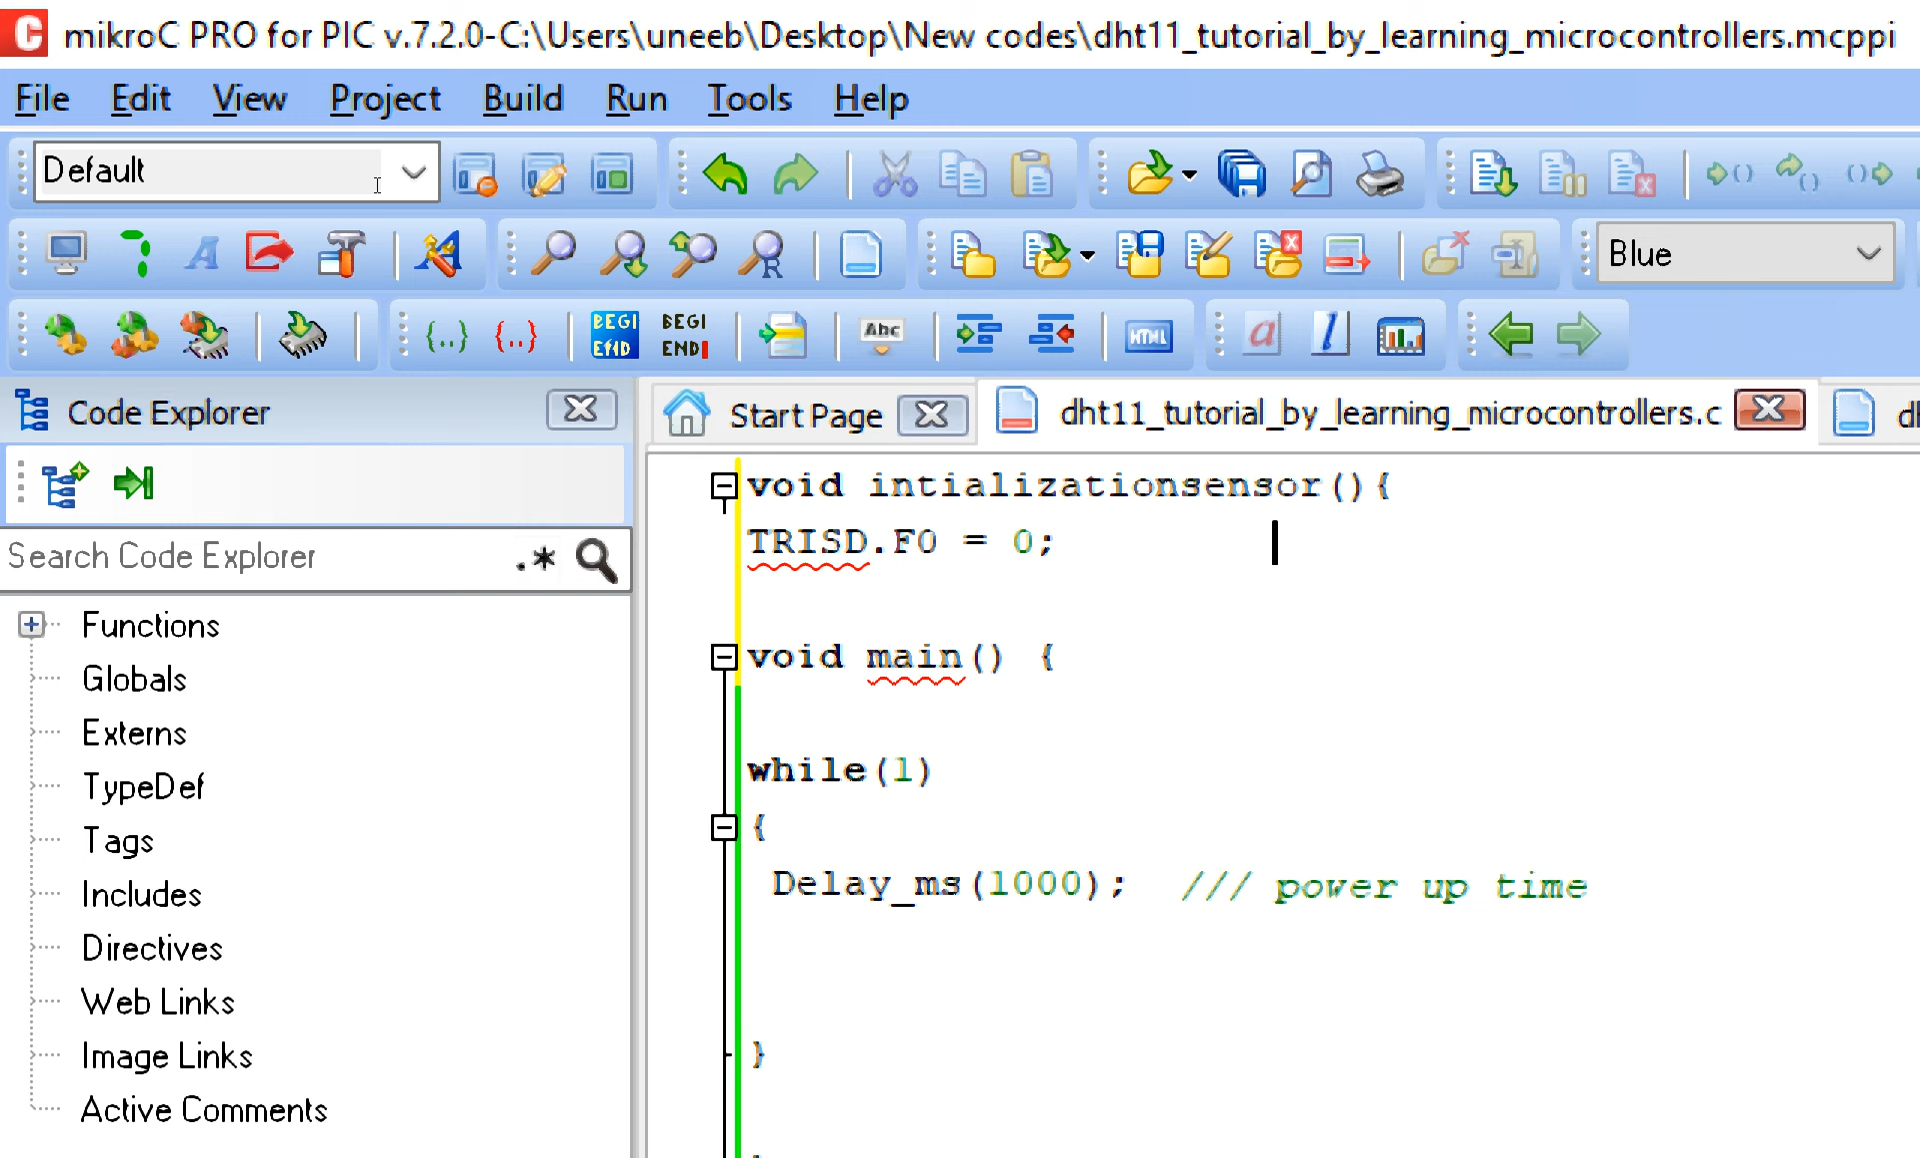 mikroC PRO for PIC v.7.2.0-C:\Users\uneeb\Desktop\New codes\dht11_tutorial_by_learning_microcontrollers.mcppi
File Edit View Project Build Run Tools Help
Default
Blue
BEGI
END
BEGI
END
Abc
HTML
Code Explorer
Start Page
dht11_tutorial_by_learning_microcontrollers.c
Search Code Explorer
.*
Functions
Globals
Externs
TypeDef
Tags
Includes
Directives
Web Links
Image Links
Active Comments
void intializationsensor(){
TRISD.F0 = 0;
void main() {
while(1)
{
Delay_ms(1000); /// power up time
}